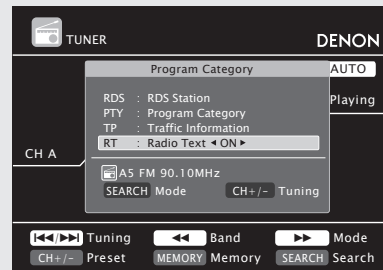 TUNER
DENON
Program Category
AUTO
RDS : RDS Station
Playing
PTY : Program Category
TP : Traffic Information
RT : Radio Text ◄ ON ►
CH A
A5 FM 90.10MHz
SEARCH Mode CH+/- Tuning
I◄◄/►►I Tuning ◄◄ Band ►► Mode
CH+/- Preset MEMORY Memory SEARCH Search